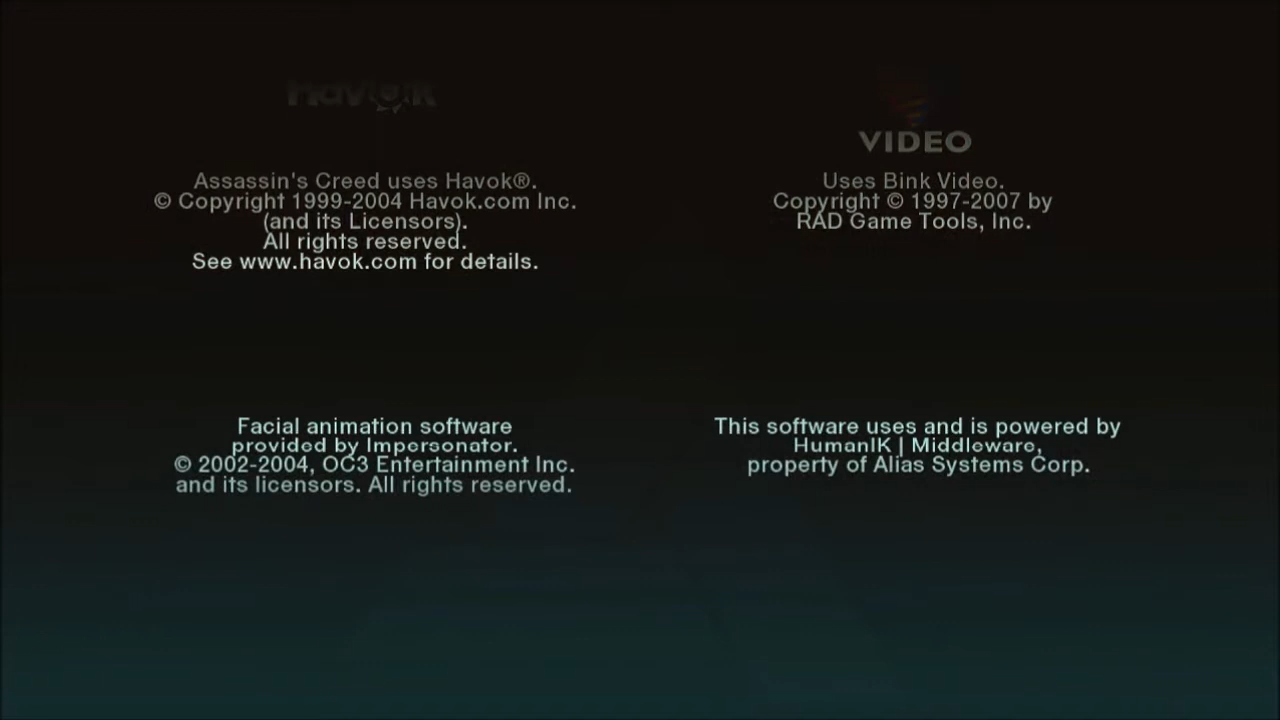 havok
Assassin's Creed uses Havok®.
© Copyright 1999-2004 Havok.com Inc.
(and its Licensors).
All rights reserved.
See www.havok.com for details.
VIDEO
Uses Bink Video.
Copyright © 1997-2007 by
RAD Game Tools, Inc.
Facial animation software
provided by Impersonator.
© 2002-2004, OC3 Entertainment Inc.
and its licensors. All rights reserved.
This software uses and is powered by
HumanIK | Middleware,
property of Alias Systems Corp.